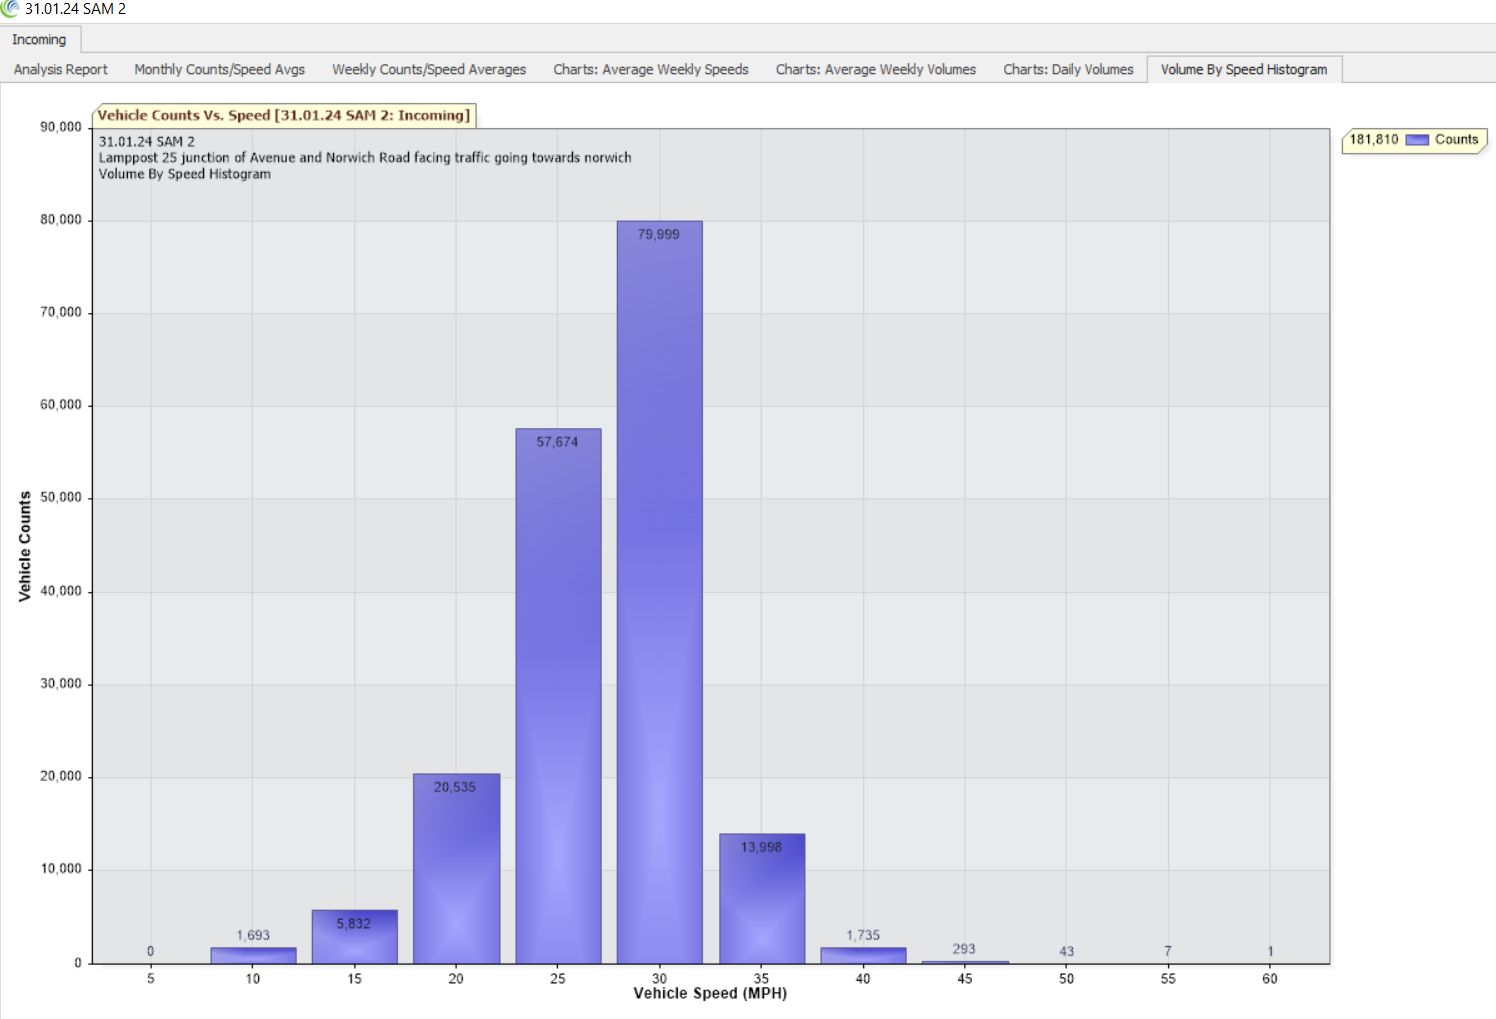 31.01.24 SAM 2
Incoming
Analysis Report Monthly Counts/Speed Avgs Weekly Counts/Speed Averages Charts: Average Weekly Speeds Charts: Average Weekly Volumes Charts: Daily Volumes Volume By Speed Histogram
Vehicle Counts Vs. Speed [31.01.24 SAM 2: Incoming]
31.01.24 SAM 2
Lamppost 25 junction of Avenue and Norwich Road facing traffic going towards norwich
Volume By Speed Histogram
181,810 Counts
90,000
80,000
70,000
60,000
50,000
40,000
30,000
20,000
10,000
0
Vehicle Counts
0 1,693 5,832 20,535 57,674 79,999 13,998 1,735 293 43 7 1
5 10 15 20 25 30 35 40 45 50 55 60
Vehicle Speed (MPH)